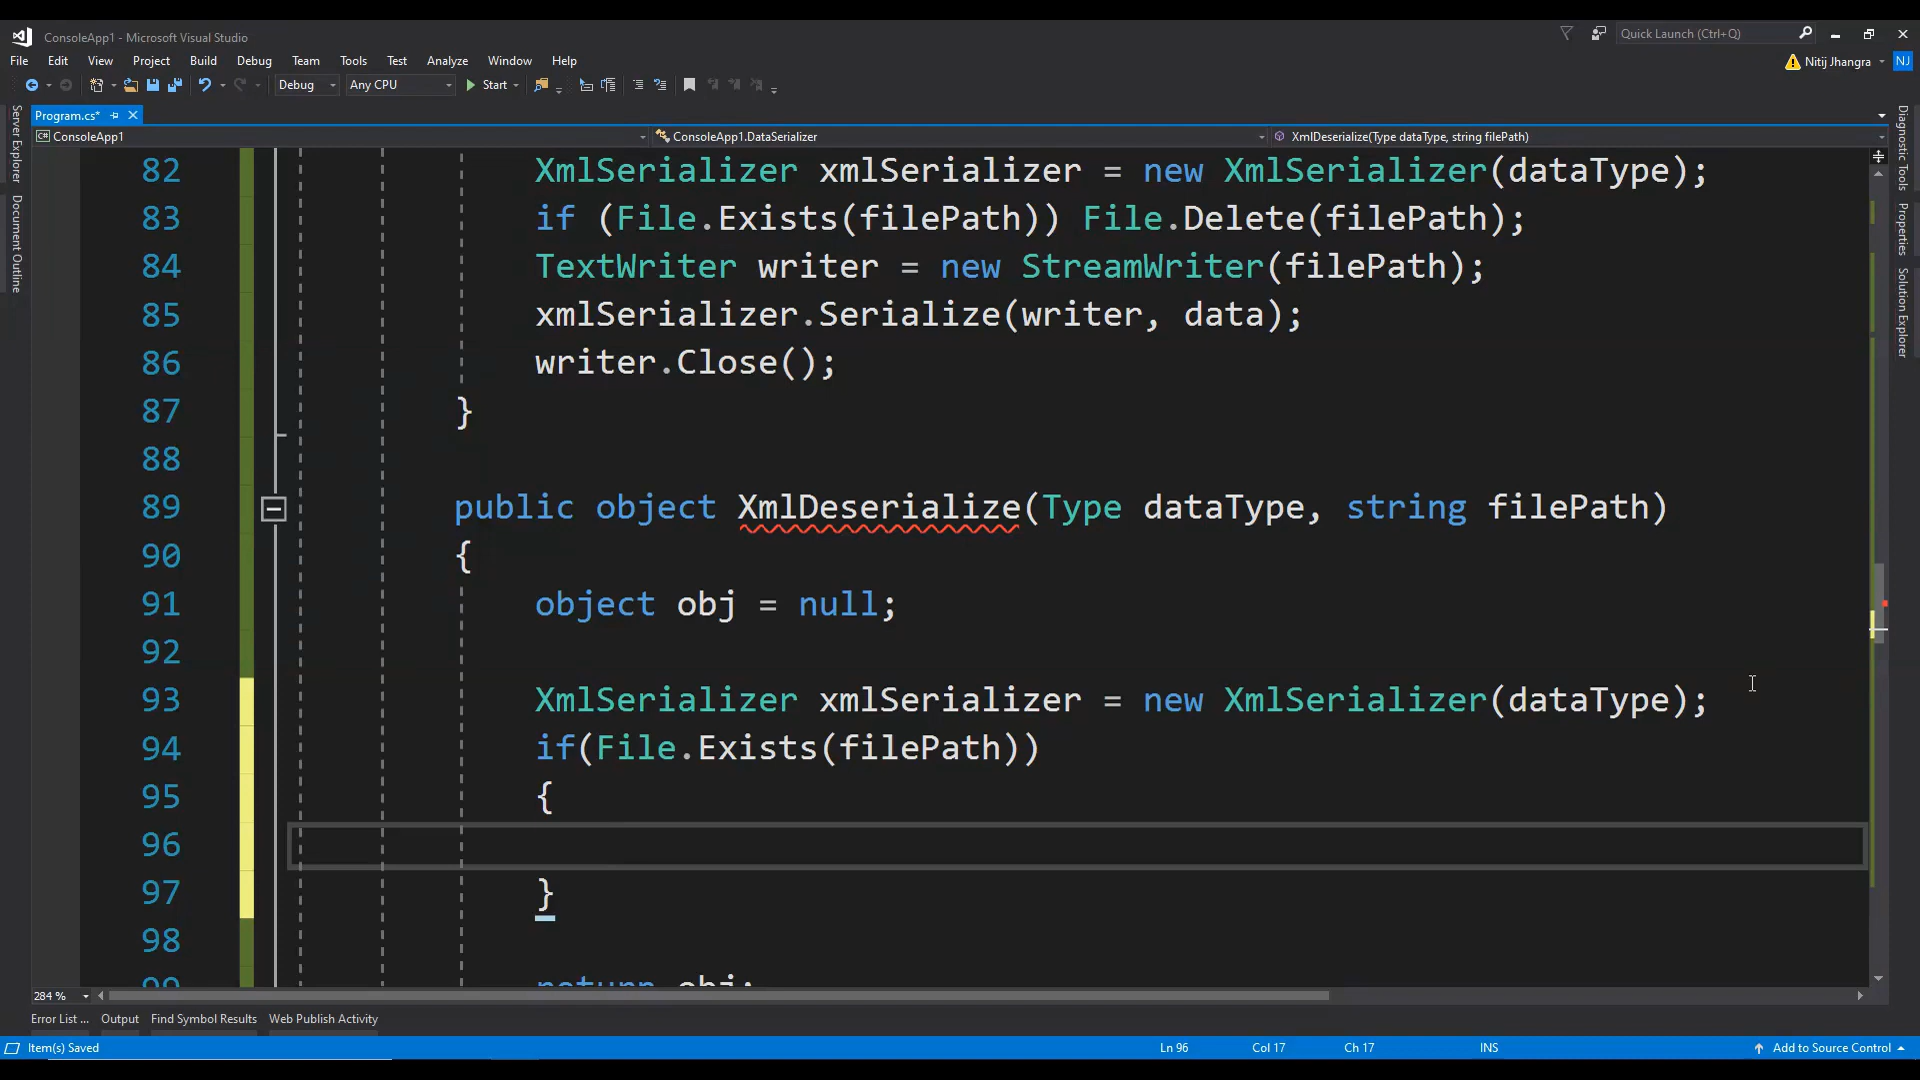 ConsoleApp1 - Microsoft Visual Studio
Quick Launch (Ctrl+Q)
File Edit View Project Build Debug Team Tools Test Analyze Window Help
Nitij Jhangra NJ
Debug Any CPU Start
Program.cs*
ConsoleApp1 ConsoleApp1.DataSerializer XmlDeserialize(Type dataType, string filePath)
Server Explorer
Document Outline
Diagnostic Tools
Properties
Solution Explorer
82 XmlSerializer xmlSerializer = new XmlSerializer(dataType);
83 if (File.Exists(filePath)) File.Delete(filePath);
84 TextWriter writer = new StreamWriter(filePath);
85 xmlSerializer.Serialize(writer, data);
86 writer.Close();
87 }
88
89 public object XmlDeserialize(Type dataType, string filePath)
90 {
91 object obj = null;
92
93 XmlSerializer xmlSerializer = new XmlSerializer(dataType);
94 if(File.Exists(filePath))
95 {
96
97 }
98
99 return obj;
284 %
Error List ... Output Find Symbol Results Web Publish Activity
Item(s) Saved Ln 96 Col 17 Ch 17 INS Add to Source Control